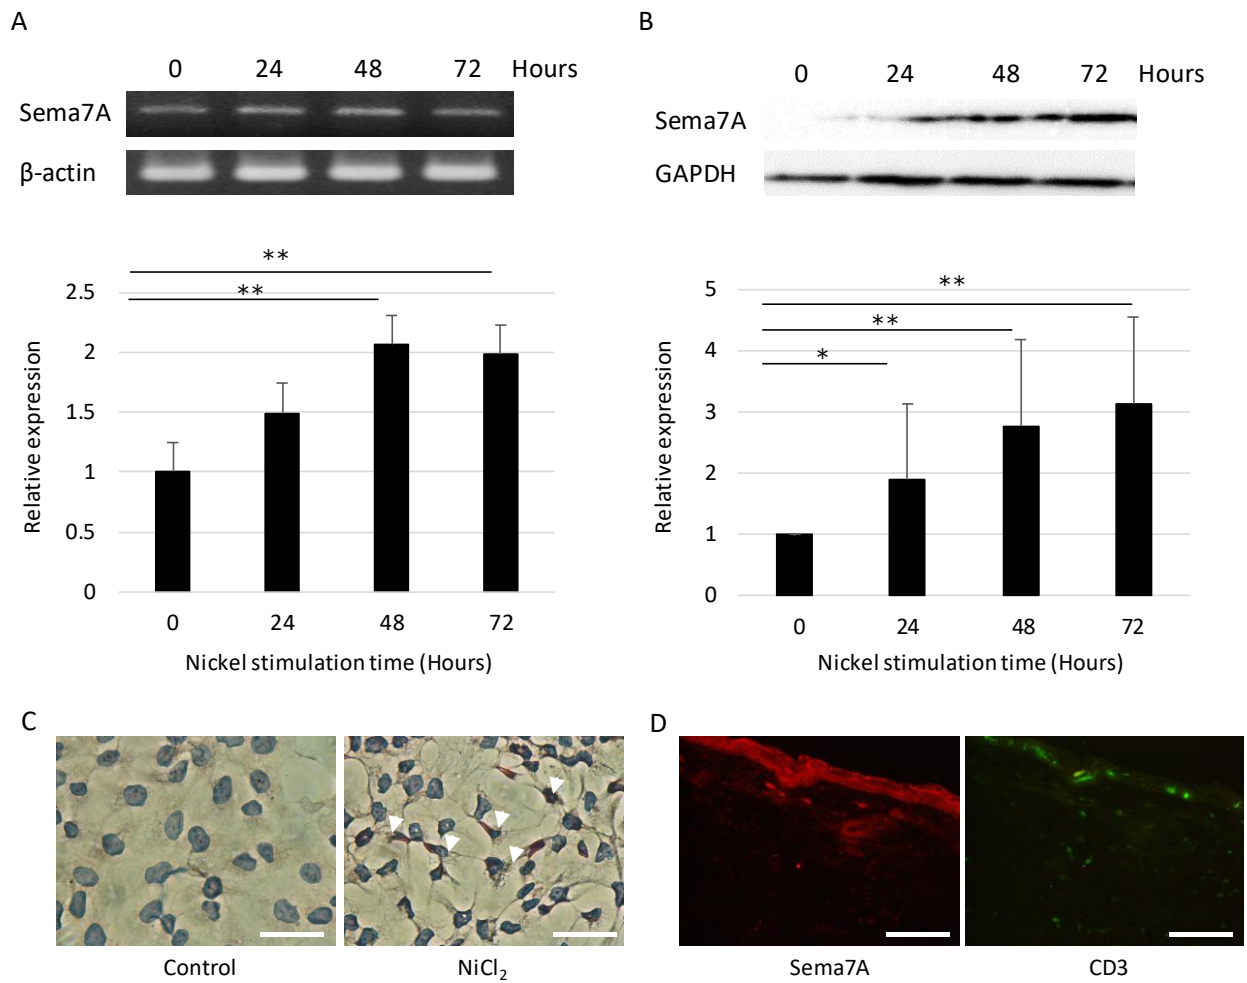 A
0 24 48 72 Hours
Sema7A
β-actin
**
**
2.5
2
1.5
1
0.5
0
Relative expression
0 24 48 72
Nickel stimulation time (Hours)
B
0 24 48 72 Hours
Sema7A
GAPDH
**
**
*
5
4
3
2
1
0
Relative expression
0 24 48 72
Nickel stimulation time (Hours)
C
Control
NiCl₂
D
Sema7A
CD3